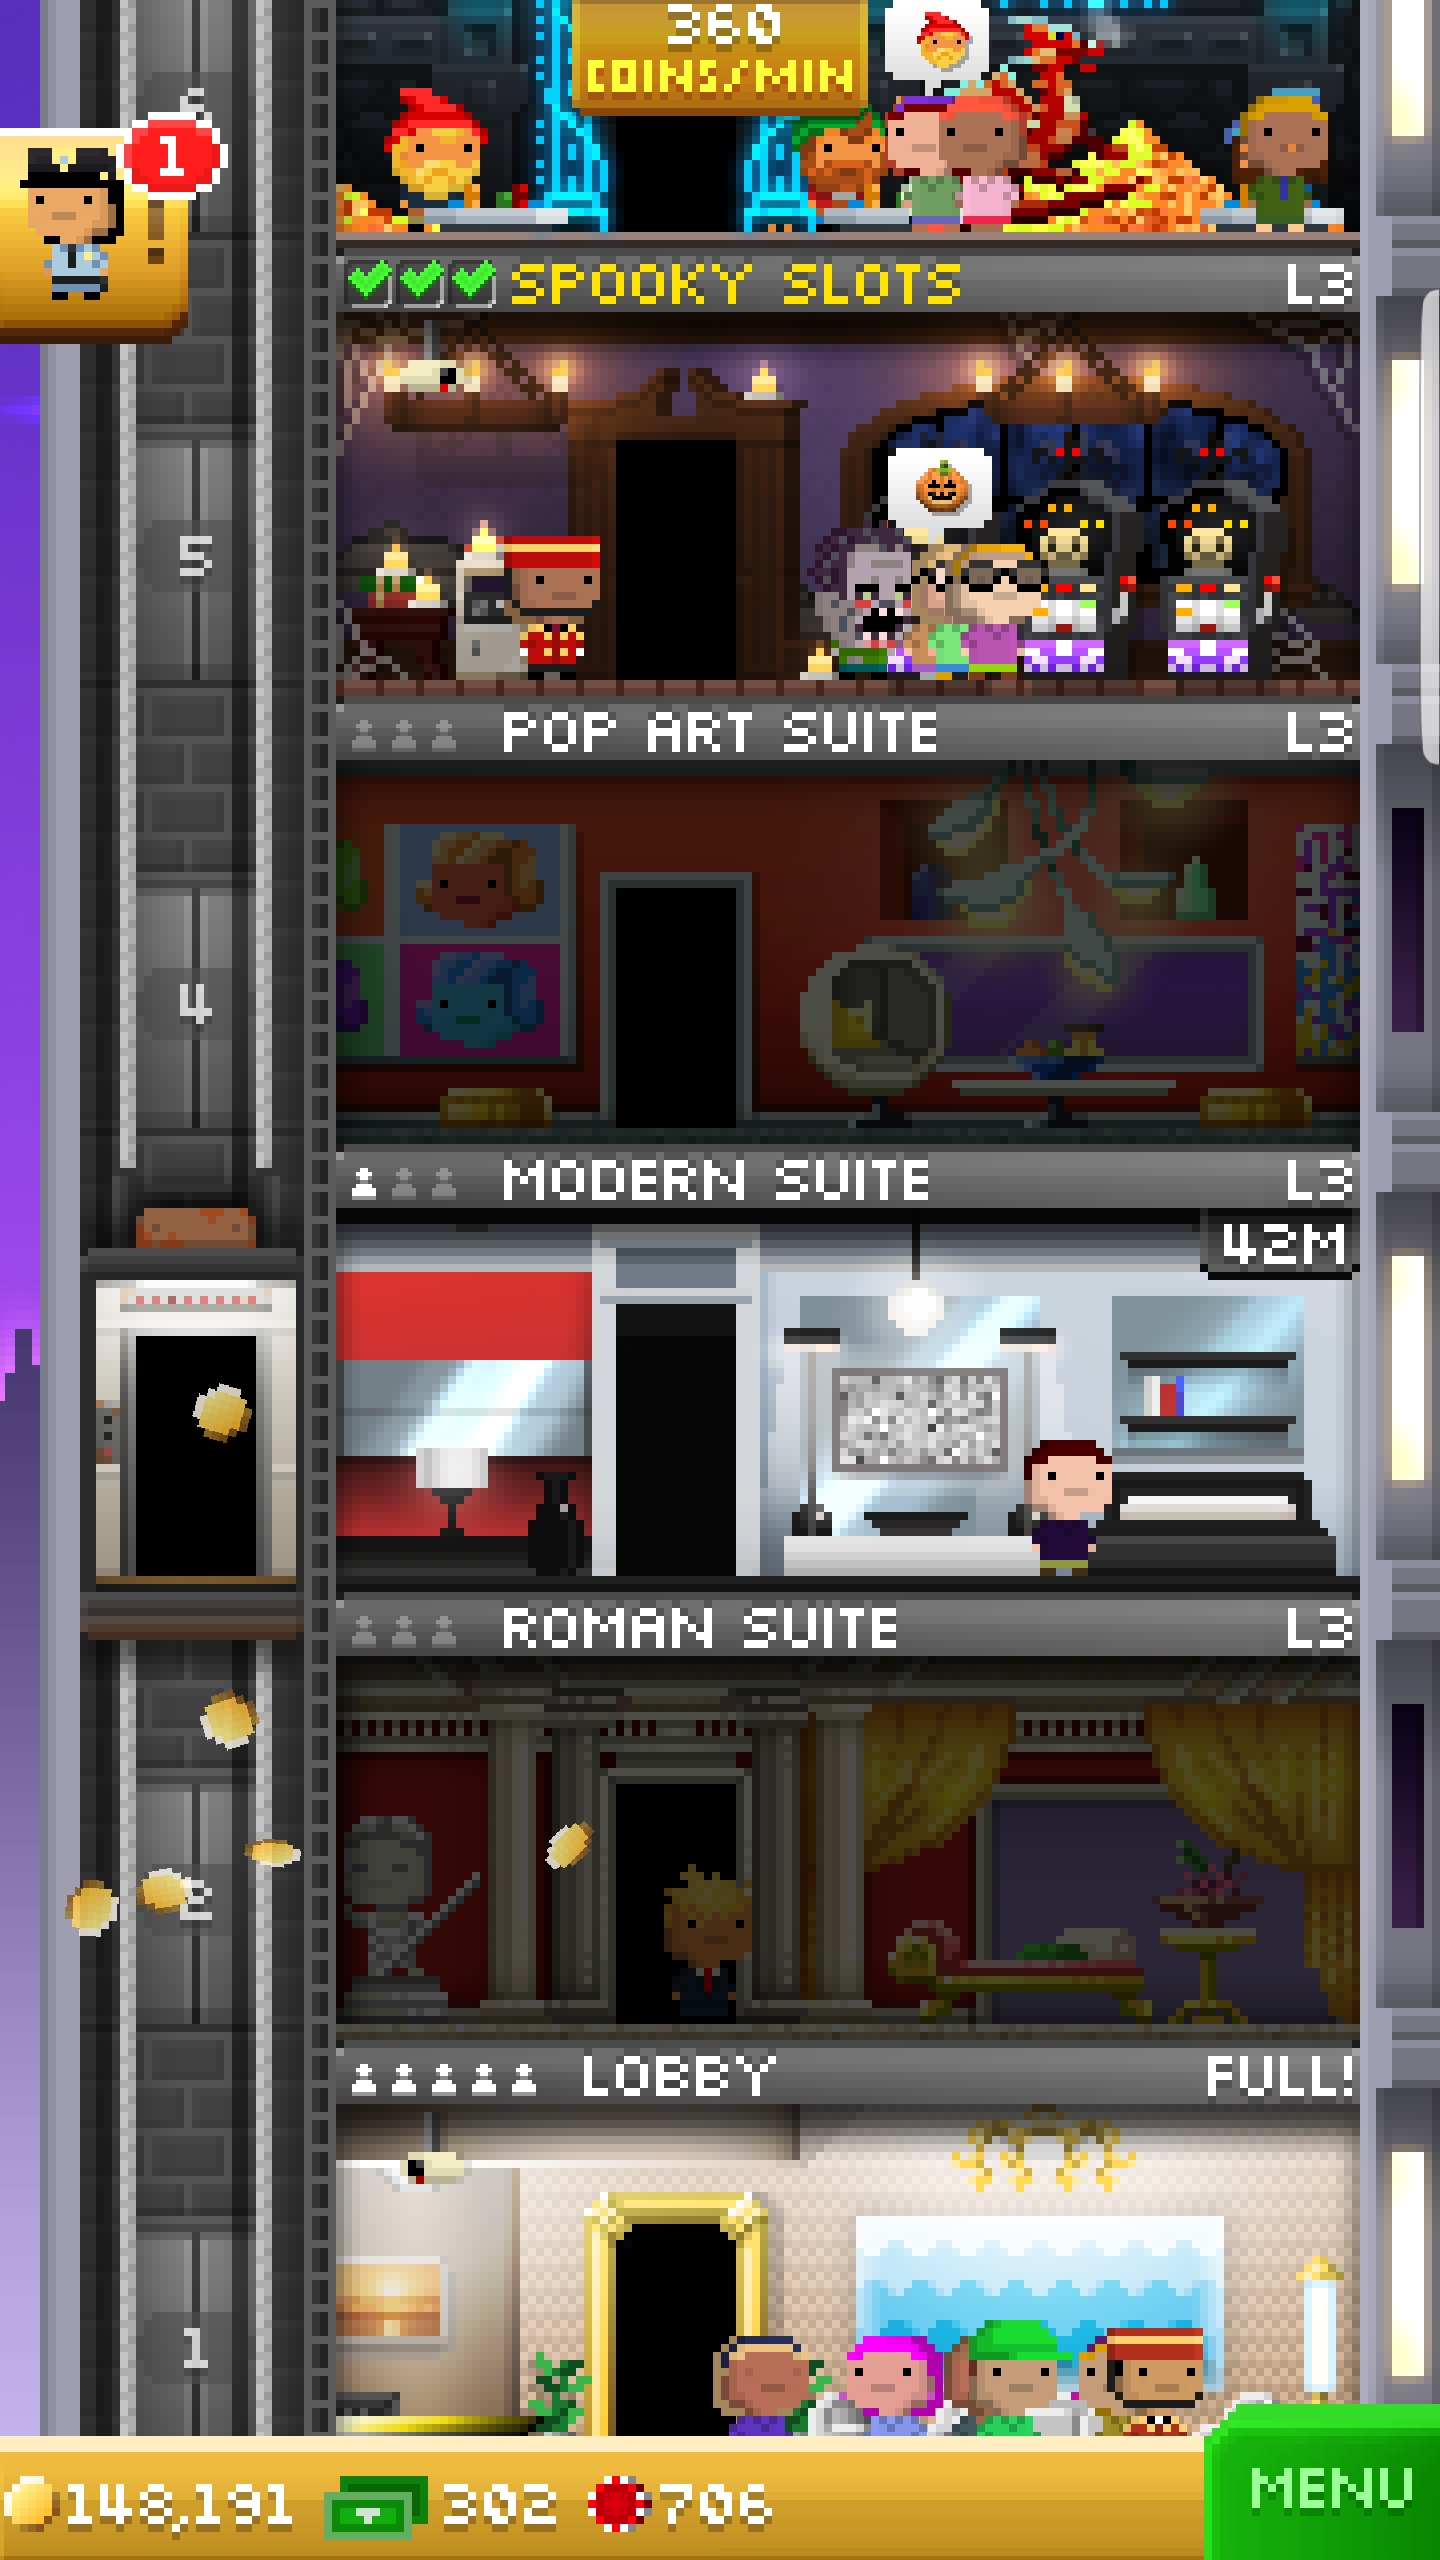 360
COINS/MIN
1
!
SPOOKY SLOTS L3
5
POP ART SUITE L3
4
MODERN SUITE L3
42M
ROMAN SUITE L3
2
LOBBY FULL!
1
148,191 302 706
MENU